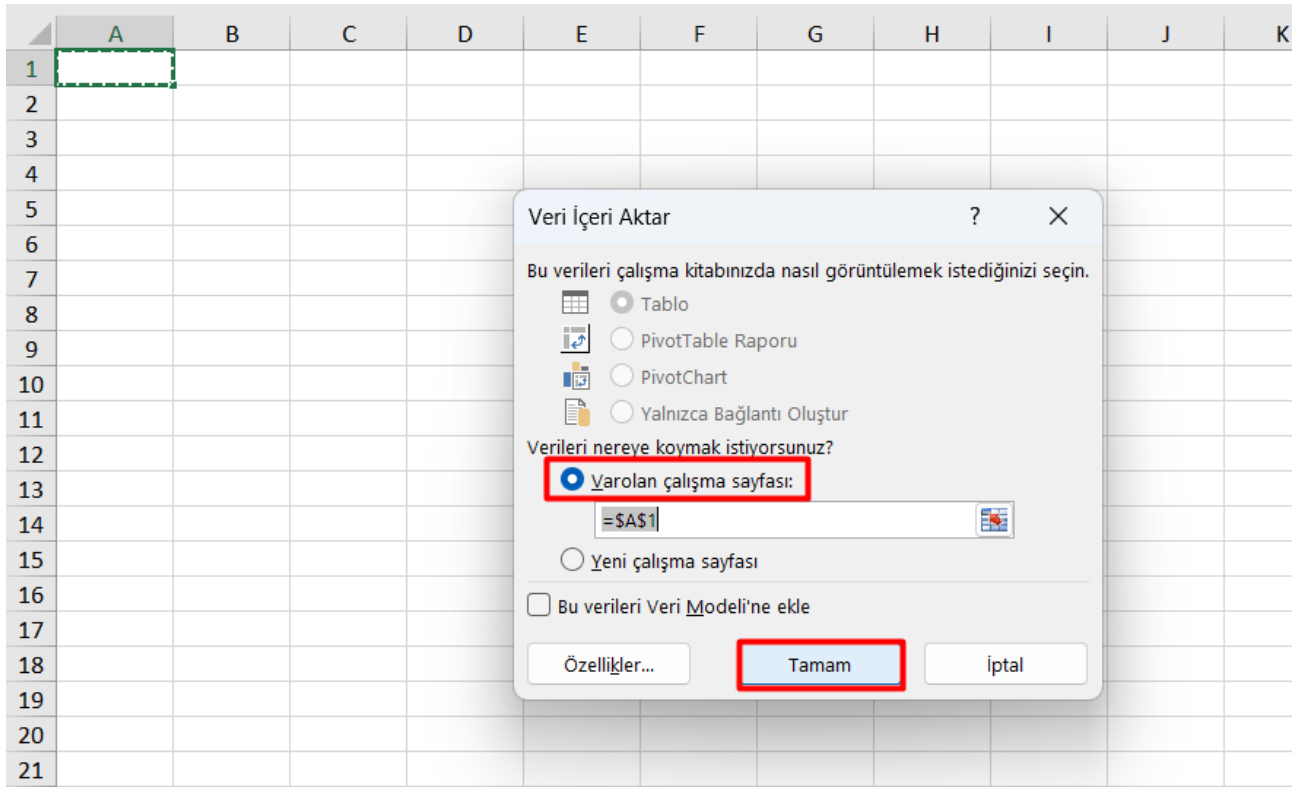 A B C D E F G H I J K
1
2
3
4
5
Veri İçeri Aktar ? ×
6
7
Bu verileri çalışma kitabınızda nasıl görüntülemek istediğinizi seçin.
8
Tablo
9
PivotTable Raporu
10
PivotChart
11
Yalnızca Bağlantı Oluştur
12
Verileri nereye koymak istiyorsunuz?
13
Varolan çalışma sayfası:
14
=$A$1
15
Yeni çalışma sayfası
16
Bu verileri Veri Modeli'ne ekle
17
18
Özellikler... Tamam İptal
19
20
21